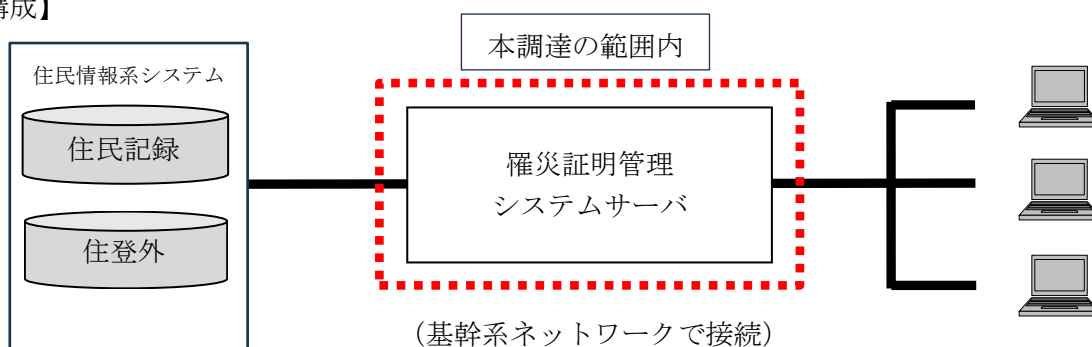 構成】
本調達の範囲内
住民情報系システム
住民記録
住登外
罹災証明管理
システムサーバ
（基幹系ネットワークで接続）